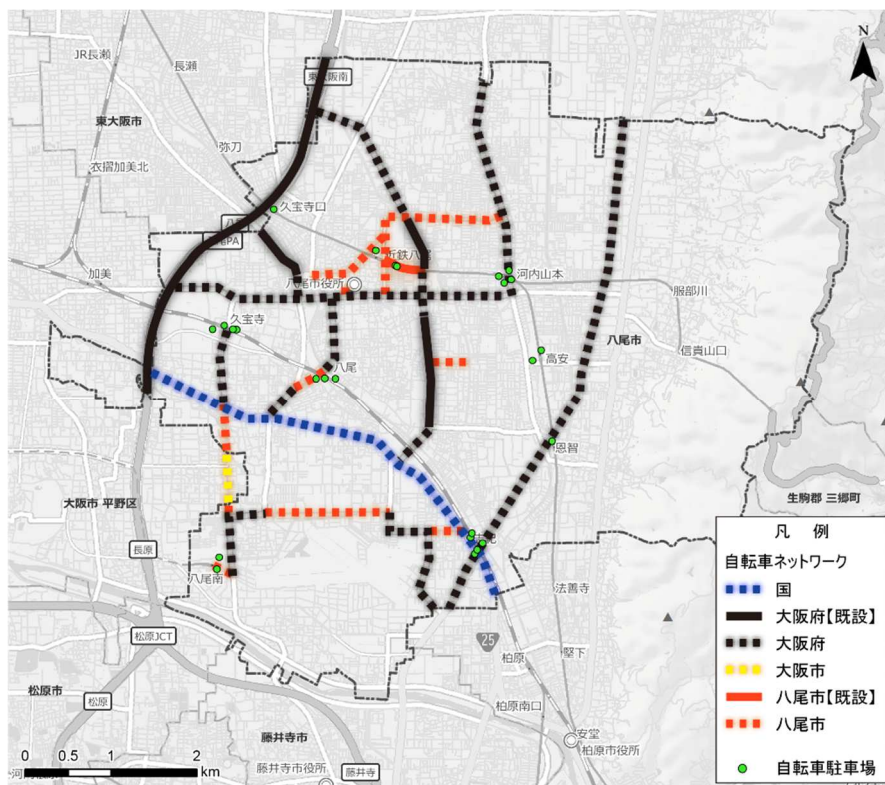 JR長瀬
長瀬
東大阪南
N
東大阪市
弥刀
衣摺加美北
久宝寺口
PA
近鉄八尾
加美
八尾市役所
河内山本
服部川
久宝寺
八尾市
信貴山口
高安
八尾
恩智
大阪市 平野区
生駒郡 三郷町
長原
八尾南
法善寺
松原JCT
25
柏原
堅下
松原市
松原
柏原南口
安堂
柏原市役所
藤井寺市
藤井寺市役所
藤井寺
0 0.5 1 2
km
凡 例
自転車ネットワーク
国
大阪府【既設】
大阪府
大阪市
八尾市【既設】
八尾市
自転車駐車場